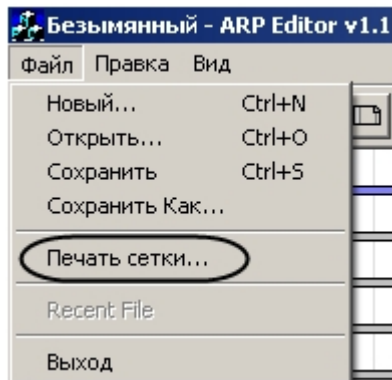 Безымянный - ARP Editor v1.1
Файл Правка Вид
Новый... Ctrl+N
Открыть... Ctrl+O
Сохранить Ctrl+S
Сохранить Как...
Печать сетки...
Recent File
Выход